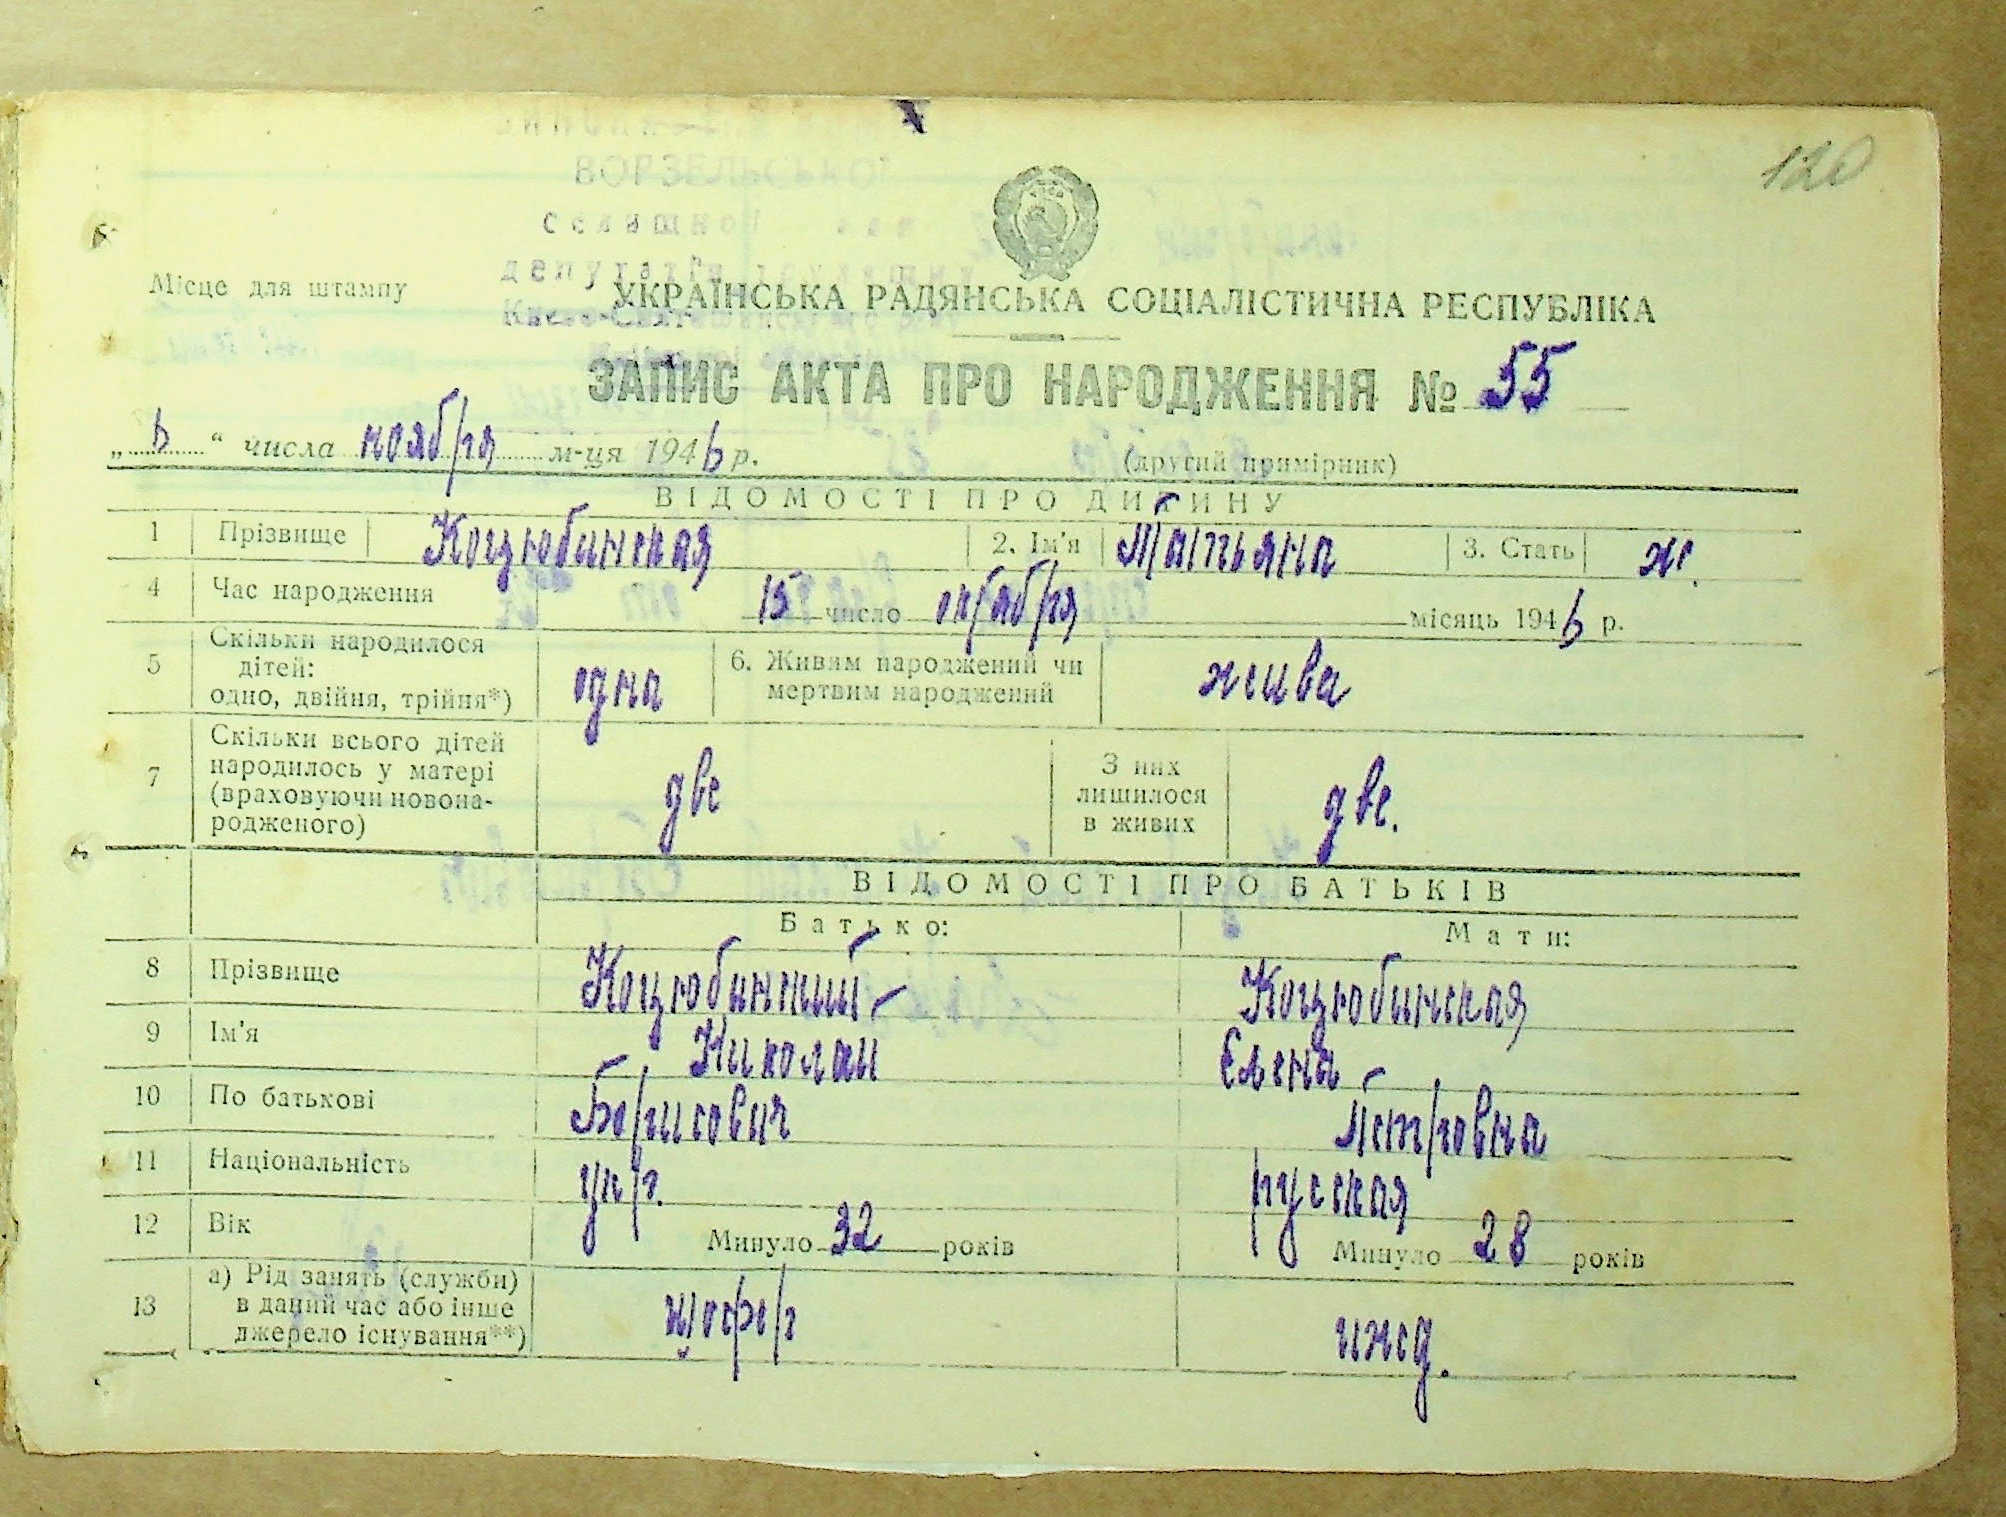 120
ВОРЗЕЛЬСЬКОЇ
селищної
депутатів трудящих
Місце для штампу
УКРАЇНСЬКА РАДЯНСЬКА СОЦІАЛІСТИЧНА РЕСПУБЛІКА
ЗАПИС АКТА ПРО НАРОДЖЕННЯ № 55
„ 6 “ числа ноября м-ця 1946 р. (другий примірник)
ВІДОМОСТІ ПРО ДИТИНУ
1 Прізвище Коцюбинская 2. Ім'я Татьяна 3. Стать ж.
4 Час народження 15 число октября місяць 1946 р.
5 Скільки народилося дітей: одно, двійня, трійня*) одна 6. Живим народжений чи мертвим народжений жива
7 Скільки всього дітей народилось у матері (враховуючи новонародженого) две З них лишилося в живих две.
ВІДОМОСТІ ПРО БАТЬКІВ
Батько: Мати:
8 Прізвище Коцюбинский Коцюбинская
9 Ім'я Николай Елена
10 По батькові Борисович Петровна
11 Національність укр. русская
12 Вік Минуло 32 років Минуло 28 років
13 а) Рід занять (служби) в даний час або інше джерело існування**) шофер ижд.